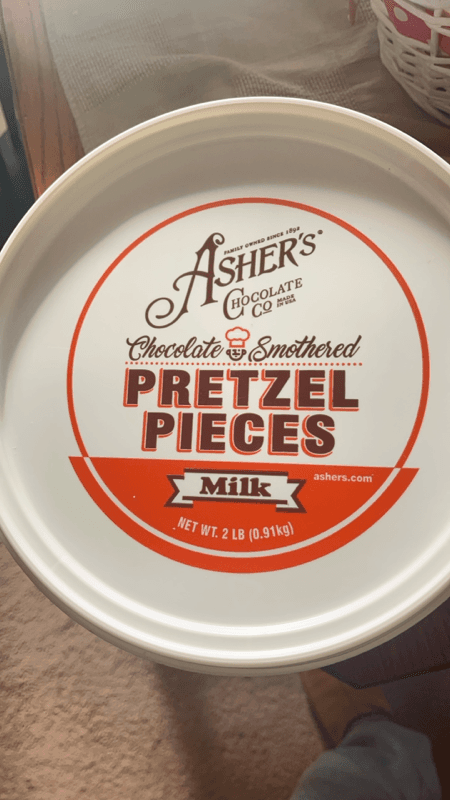 FAMILY OWNED SINCE 1892
ASHER'S®
CHOCOLATE
CO MADE IN USA
Chocolate Smothered
PRETZEL
PIECES
Milk
ashers.com
NET WT. 2 LB (0.91kg)